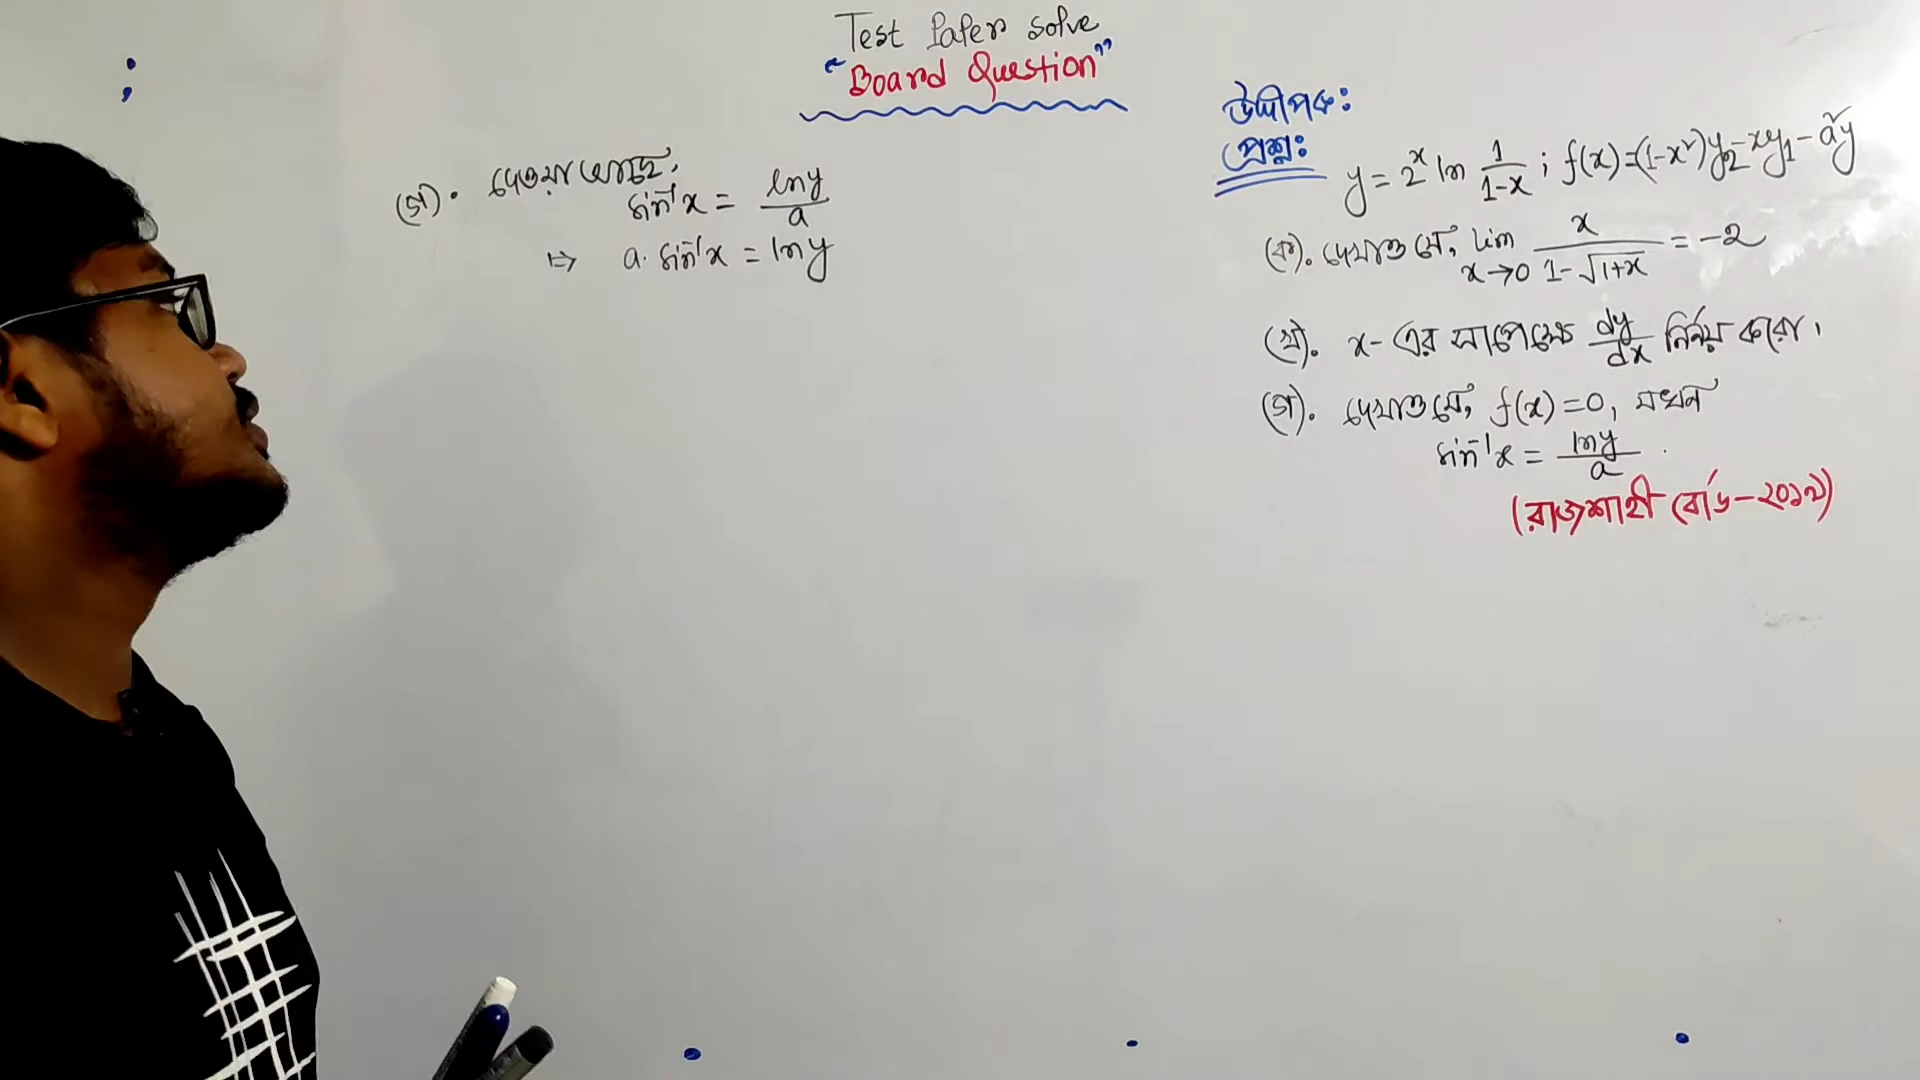 Test Paper solve
"Board Question"
(গ). দেওয়া আছে,
sin⁻¹x = lny/a
⇒ a. sin⁻¹x = lny
উদ্দীপক:
প্রশ্ন:
y = 2ˣ ln 1/(1-x) ; f(x) = (1-x²)y₂ - xy₁ - a²y
(ক). দেখাও যে, lim x→0 x/(1-√(1+x)) = -2
(খ). x- এর সাপেক্ষে dy/dx নির্ণয় করো।
(গ). দেখাও যে, f(x) = 0, যখন
sin⁻¹x = lny/a .
(রাজশাহী বোর্ড-২০১৯)